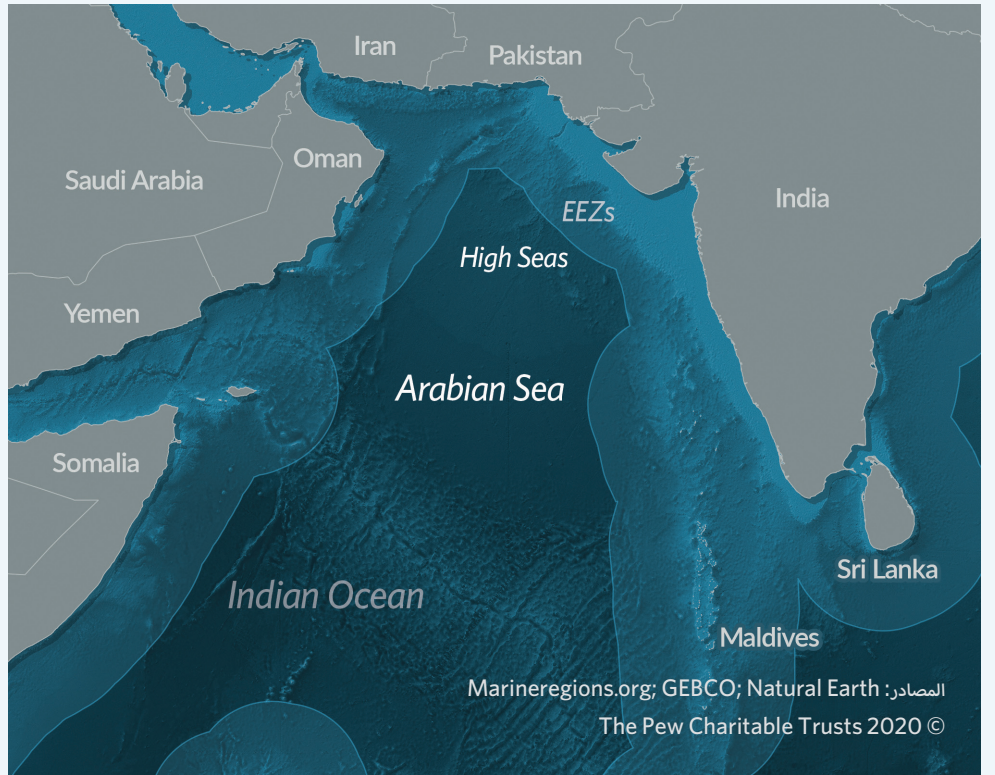 Iran
Pakistan
Oman
Saudi Arabia
India
EEZs
High Seas
Yemen
Arabian Sea
Somalia
Sri Lanka
Indian Ocean
Maldives
المصادر: Marineregions.org; GEBCO; Natural Earth
© The Pew Charitable Trusts 2020